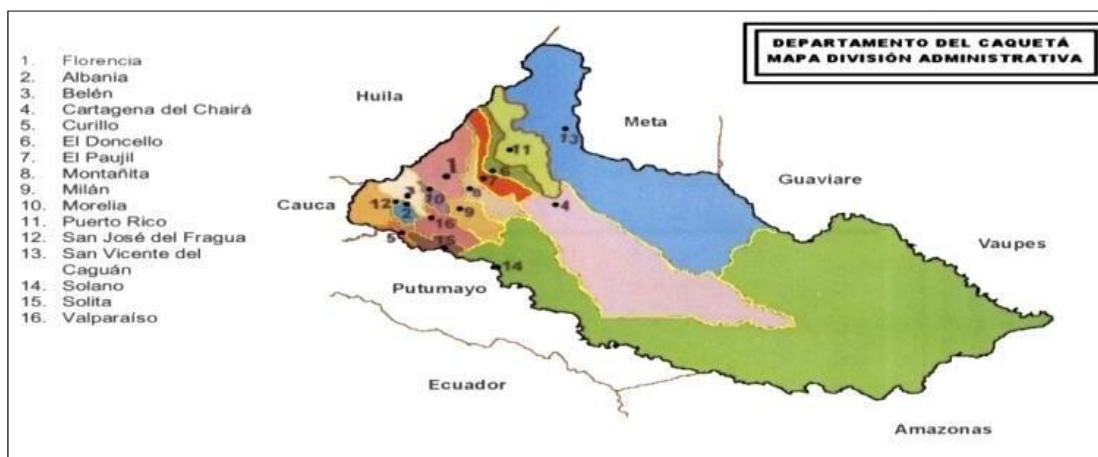 DEPARTAMENTO DEL CAQUETÁ
MAPA DIVISIÓN ADMINISTRATIVA
1. Florencia
2. Albania
3. Belén
4. Cartagena del Chairá
5. Curillo
6. El Doncello
7. El Paujil
8. Montañita
9. Milán
10. Morelia
11. Puerto Rico
12. San José del Fragua
13. San Vicente del
Caguán
14. Solano
15. Solita
16. Valparaíso
Huila
Meta
Guaviare
Cauca
Vaupes
Putumayo
Ecuador
Amazonas
13
11
1
6
7
3
10
8
4
12
2
9
16
5
15
14